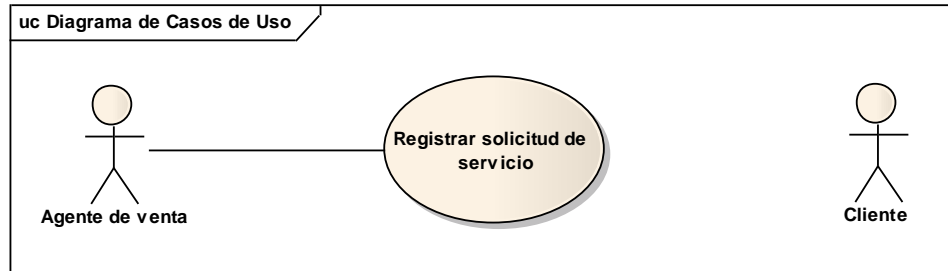 uc Diagrama de Casos de Uso
Registrar solicitud de
servicio
Agente de venta
Cliente